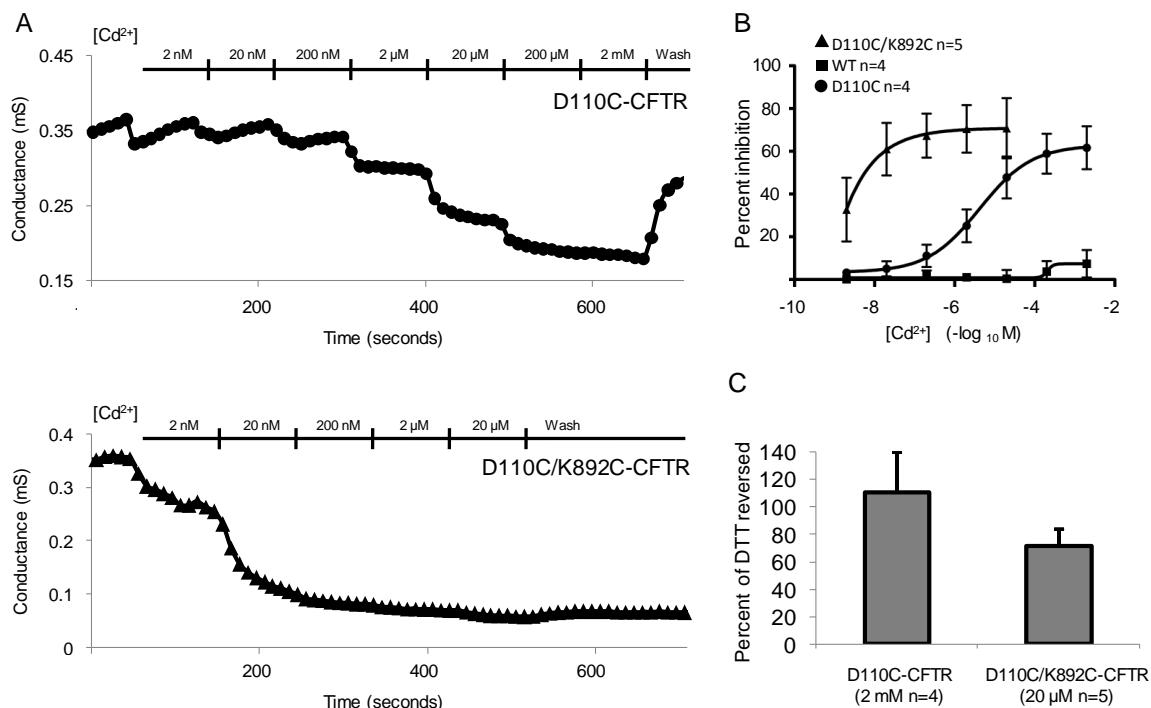 A
[Cd²⁺]
2 nM 20 nM 200 nM 2 µM 20 µM 200 µM 2 mM Wash
D110C-CFTR
0.45
0.35
0.25
0.15
Conductance (mS)
200 400 600
Time (seconds)
[Cd²⁺]
2 nM 20 nM 200 nM 2 µM 20 µM Wash
D110C/K892C-CFTR
0.4
0.3
0.2
0.1
0
Conductance (mS)
200 400 600
Time (seconds)
B
D110C/K892C n=5
WT n=4
D110C n=4
100
80
60
40
20
Percent inhibition
-10 -8 -6 -4 -2
[Cd²⁺] (-log ₁₀ M)
C
140
120
100
80
60
40
20
0
Percent of DTT reversed
D110C-CFTR D110C/K892C-CFTR
(2 mM n=4) (20 µM n=5)